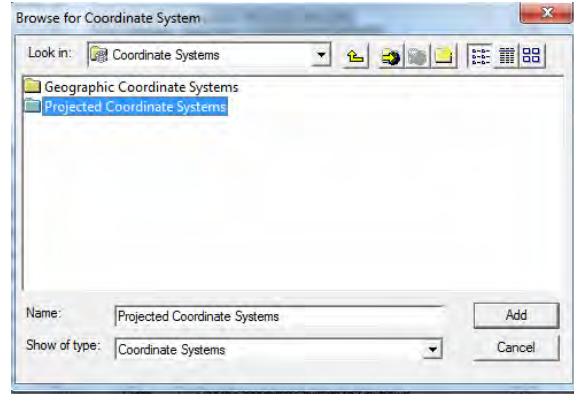 Browse for Coordinate System
Look in: Coordinate Systems
Geographic Coordinate Systems
Projected Coordinate Systems
Name: Projected Coordinate Systems Add
Show of type: Coordinate Systems Cancel